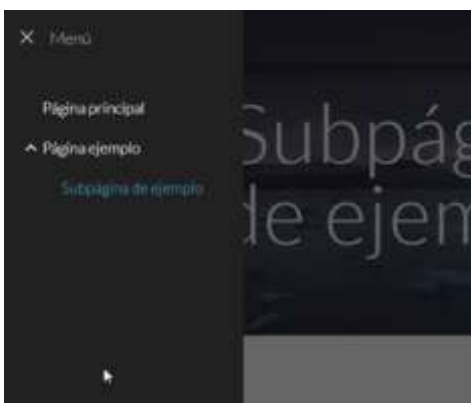 × Menú
Página principal
Página ejemplo
Subpágina de ejemplo
Subpág
de ejem